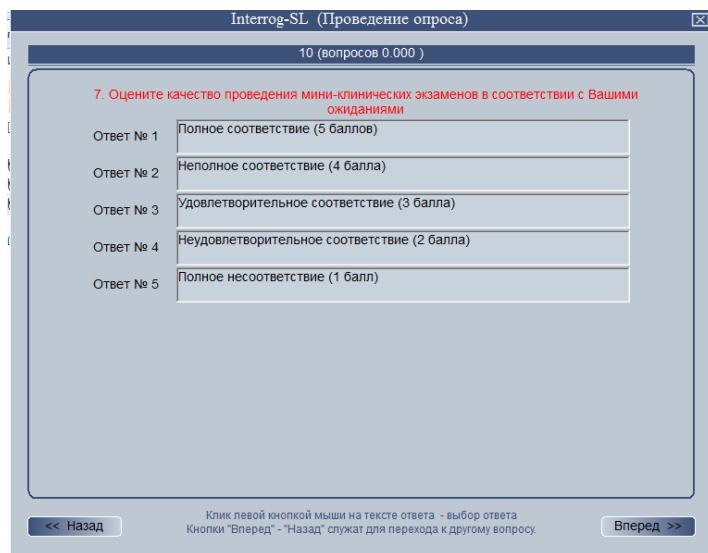 Interrog-SL (Проведение опроса)
10 (вопросов 0.000 )
7. Оцените качество проведения мини-клинических экзаменов в соответствии с Вашими
ожиданиями
Ответ № 1 Полное соответствие (5 баллов)
Ответ № 2 Неполное соответствие (4 балла)
Ответ № 3 Удовлетворительное соответствие (3 балла)
Ответ № 4 Неудовлетворительное соответствие (2 балла)
Ответ № 5 Полное несоответствие (1 балл)
Клик левой кнопкой мыши на тексте ответа - выбор ответа
<< Назад Кнопки "Вперед" - "Назад" служат для перехода к другому вопросу. Вперед >>